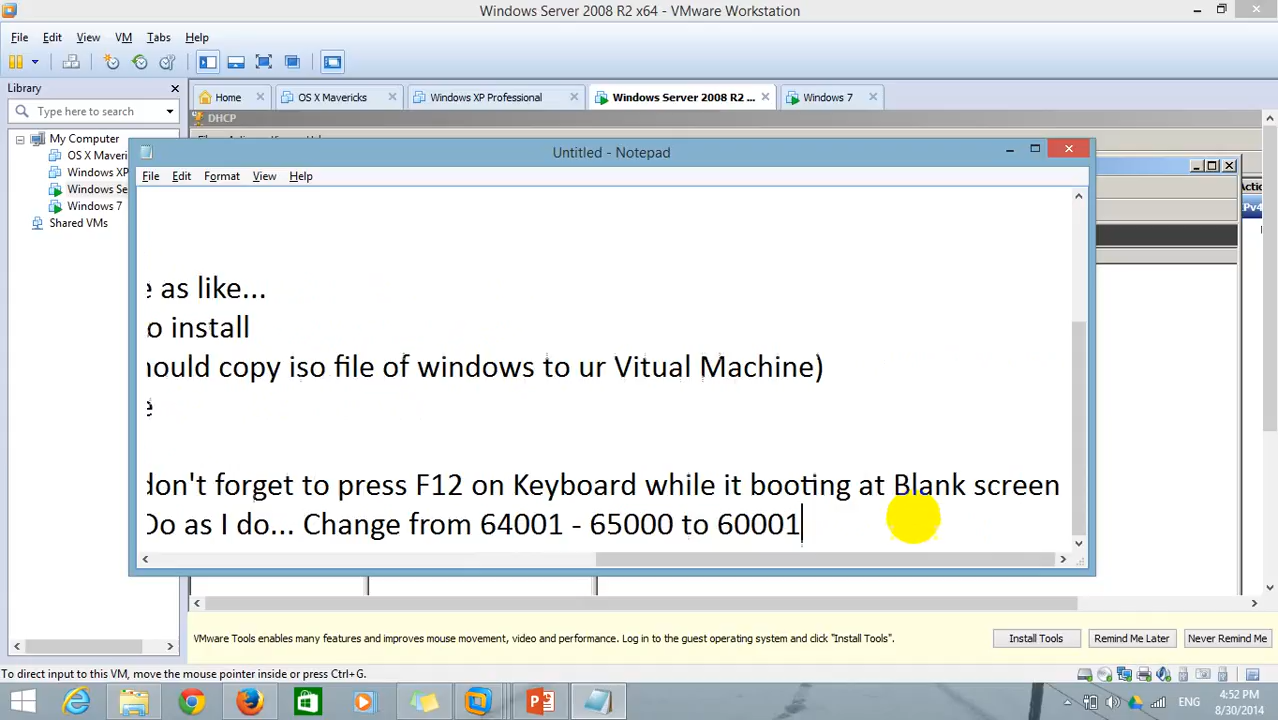 Windows Server 2008 R2 x64 - VMware Workstation
File Edit View VM Tabs Help
Library
Type here to search
Home OS X Mavericks Windows XP Professional Windows Server 2008 R2 ... Windows 7
DHCP
My Computer
OS X Maveri
Windows XP
Windows Se
Windows 7
Shared VMs
Untitled - Notepad
File Edit Format View Help
e as like...
o install
hould copy iso file of windows to ur Vitual Machine)
e
don't forget to press F12 on Keyboard while it booting at Blank screen
Do as I do... Change from 64001 - 65000 to 60001
VMware Tools enables many features and improves mouse movement, video and performance. Log in to the guest operating system and click "Install Tools".
Install Tools Remind Me Later Never Remind Me
To direct input to this VM, move the mouse pointer inside or press Ctrl+G.
ENG
4:52 PM
8/30/2014